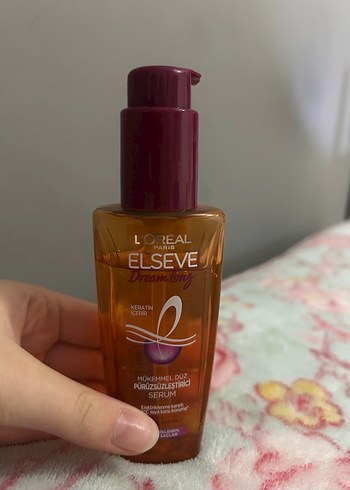 L'ORÉAL
PARIS
ELSEVE
Dream long
KERATİN
İÇERİR
MÜKEMMEL DÜZ
PÜRÜZSÜZLEŞTİRİCİ
SERUM